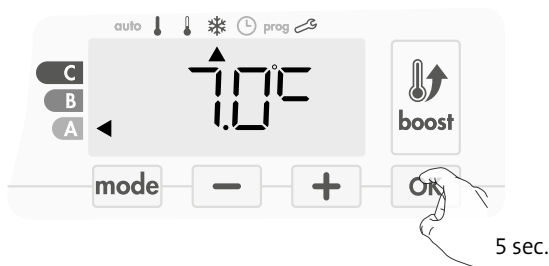 auto prog
C
B
A
7.0°C
boost
mode − + OK
5 sec.